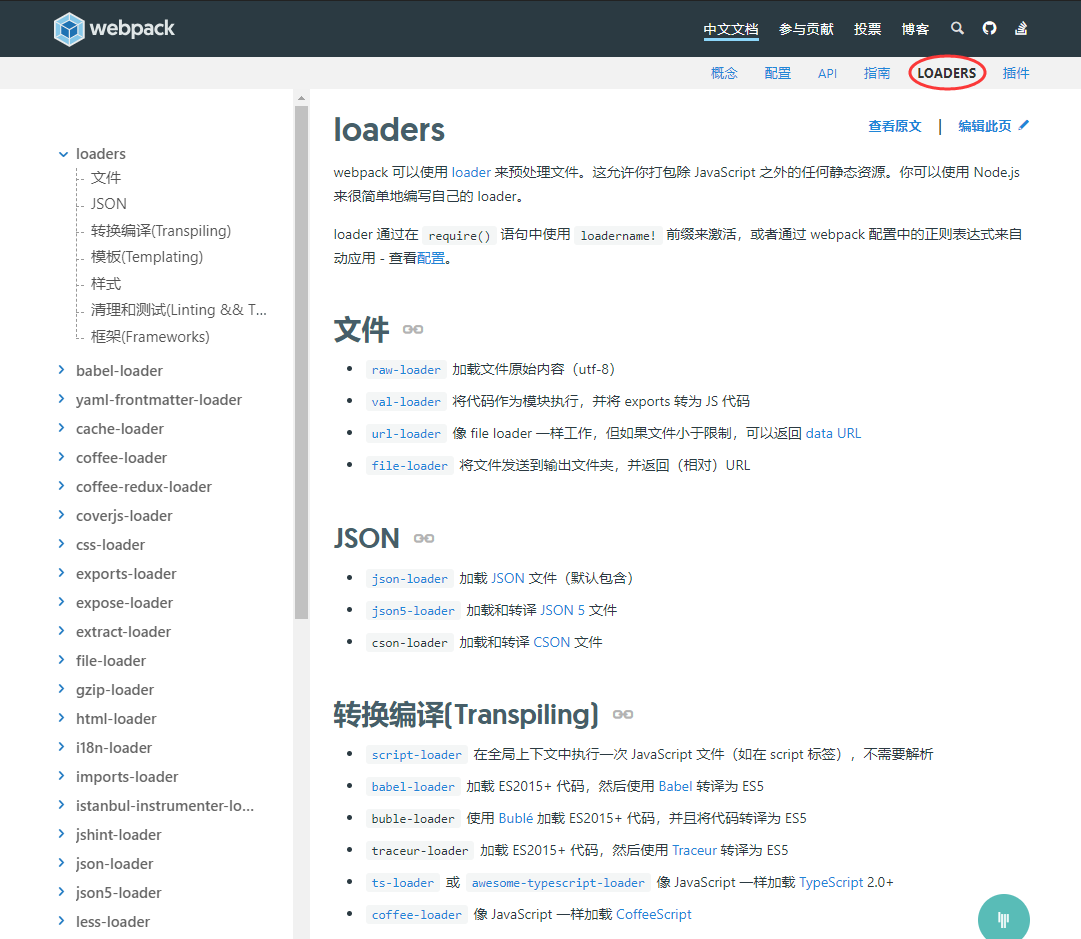 webpack
中文文档 参与贡献 投票 博客
概念 配置 API 指南 LOADERS 插件
loaders
文件
JSON
转换编译(Transpiling)
模板(Templating)
样式
清理和测试(Linting && T...
框架(Frameworks)
babel-loader
yaml-frontmatter-loader
cache-loader
coffee-loader
coffee-redux-loader
coverjs-loader
css-loader
exports-loader
expose-loader
extract-loader
file-loader
gzip-loader
html-loader
i18n-loader
imports-loader
istanbul-instrumenter-lo...
jshint-loader
json-loader
json5-loader
less-loader
loaders
查看原文 | 编辑此页
webpack 可以使用 loader 来预处理文件。这允许你打包除 JavaScript 之外的任何静态资源。你可以使用 Node.js
来很简单地编写自己的 loader。
loader 通过在 require() 语句中使用 loadername! 前缀来激活，或者通过 webpack 配置中的正则表达式来自
动应用 - 查看配置。
文件
raw-loader 加载文件原始内容（utf-8）
val-loader 将代码作为模块执行，并将 exports 转为 JS 代码
url-loader 像 file loader 一样工作，但如果文件小于限制，可以返回 data URL
file-loader 将文件发送到输出文件夹，并返回（相对）URL
JSON
json-loader 加载 JSON 文件（默认包含）
json5-loader 加载和转译 JSON 5 文件
cson-loader 加载和转译 CSON 文件
转换编译(Transpiling)
script-loader 在全局上下文中执行一次 JavaScript 文件（如在 script 标签），不需要解析
babel-loader 加载 ES2015+ 代码，然后使用 Babel 转译为 ES5
buble-loader 使用 Bublé 加载 ES2015+ 代码，并且将代码转译为 ES5
traceur-loader 加载 ES2015+ 代码，然后使用 Traceur 转译为 ES5
ts-loader 或 awesome-typescript-loader 像 JavaScript 一样加载 TypeScript 2.0+
coffee-loader 像 JavaScript 一样加载 CoffeeScript